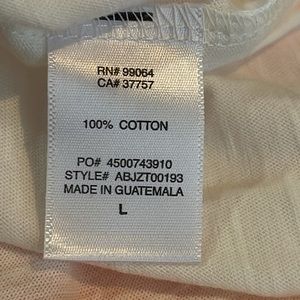 RN# 99064
CA# 37757
100% COTTON
PO# 4500743910
STYLE# ABJZT00193
MADE IN GUATEMALA
L